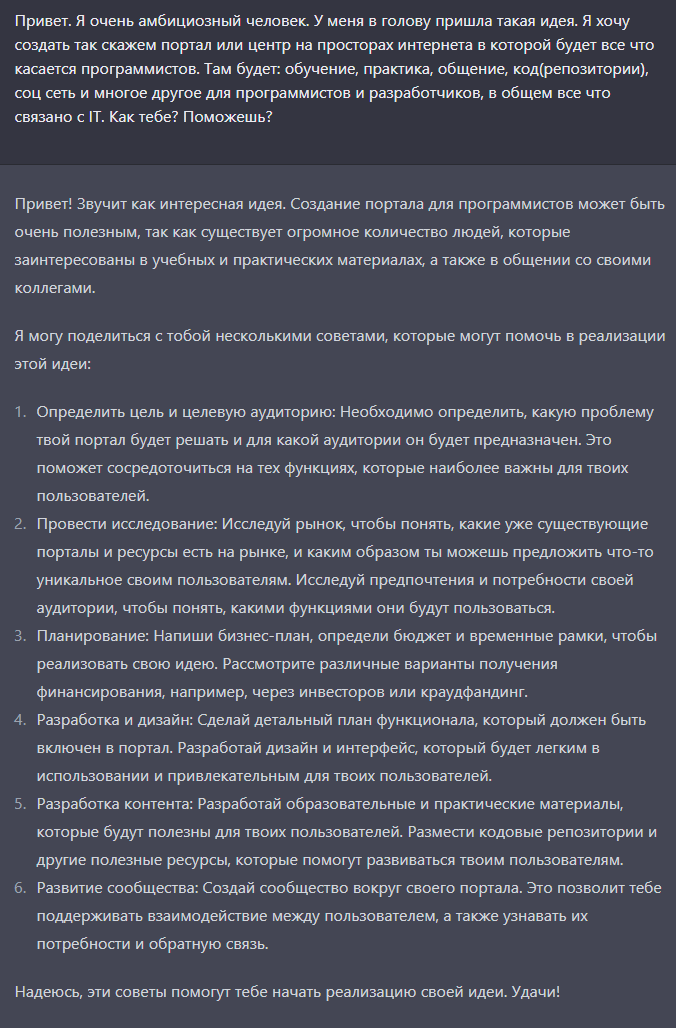 Привет. Я очень амбициозный человек. У меня в голову пришла такая идея. Я хочу
создать так скажем портал или центр на просторах интернета в которой будет все что
касается программистов. Там будет: обучение, практика, общение, код(репозитории),
соц сеть и многое другое для программистов и разработчиков, в общем все что
связано с IT. Как тебе? Поможешь?
Привет! Звучит как интересная идея. Создание портала для программистов может быть
очень полезным, так как существует огромное количество людей, которые
заинтересованы в учебных и практических материалах, а также в общении со своими
коллегами.
Я могу поделиться с тобой несколькими советами, которые могут помочь в реализации
этой идеи:
1. Определить цель и целевую аудиторию: Необходимо определить, какую проблему
твой портал будет решать и для какой аудитории он будет предназначен. Это
поможет сосредоточиться на тех функциях, которые наиболее важны для твоих
пользователей.
2. Провести исследование: Исследуй рынок, чтобы понять, какие уже существующие
порталы и ресурсы есть на рынке, и каким образом ты можешь предложить что-то
уникальное своим пользователям. Исследуй предпочтения и потребности своей
аудитории, чтобы понять, какими функциями они будут пользоваться.
3. Планирование: Напиши бизнес-план, определи бюджет и временные рамки, чтобы
реализовать свою идею. Рассмотрите различные варианты получения
финансирования, например, через инвесторов или краудфандинг.
4. Разработка и дизайн: Сделай детальный план функционала, который должен быть
включен в портал. Разработай дизайн и интерфейс, который будет легким в
использовании и привлекательным для твоих пользователей.
5. Разработка контента: Разработай образовательные и практические материалы,
которые будут полезны для твоих пользователей. Размести кодовые репозитории и
другие полезные ресурсы, которые помогут развиваться твоим пользователям.
6. Развитие сообщества: Создай сообщество вокруг своего портала. Это позволит тебе
поддерживать взаимодействие между пользователем, а также узнавать их
потребности и обратную связь.
Надеюсь, эти советы помогут тебе начать реализацию своей идеи. Удачи!